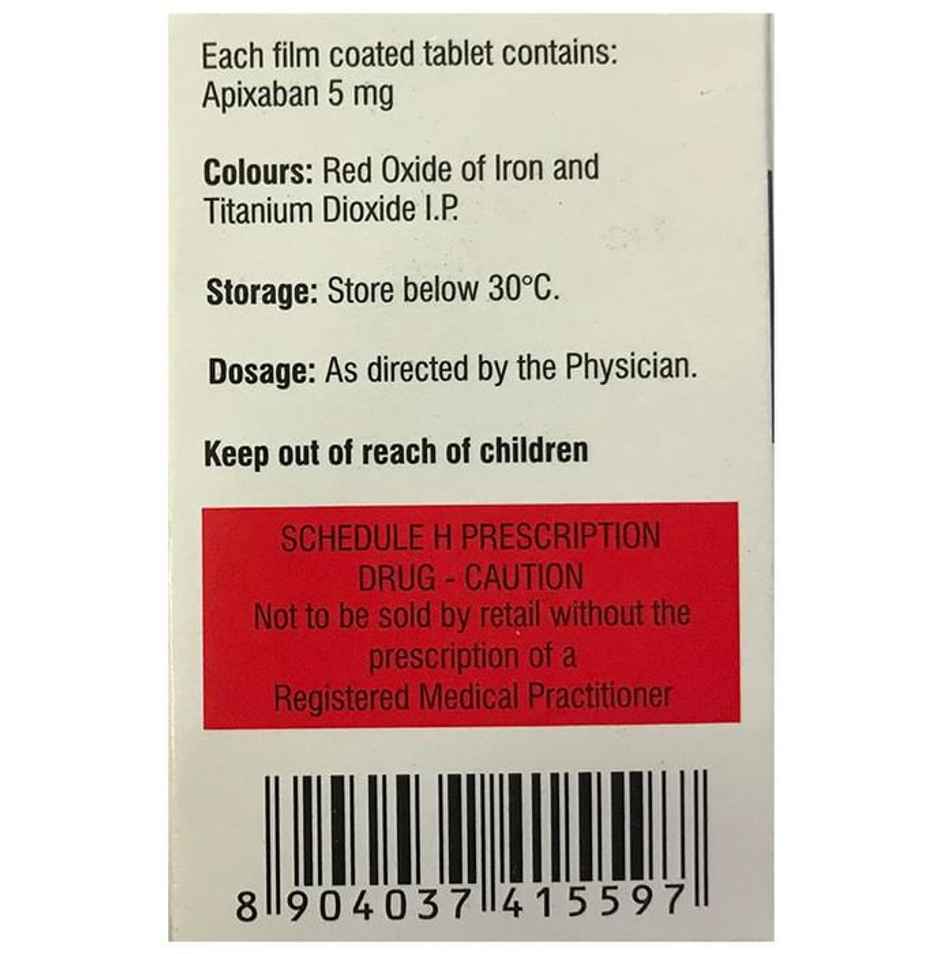 Each film coated tablet contains:
Apixaban 5 mg
Colours: Red Oxide of Iron and
Titanium Dioxide I.P.
Storage: Store below 30°C.
Dosage: As directed by the Physician.
Keep out of reach of children
SCHEDULE H PRESCRIPTION
DRUG - CAUTION
Not to be sold by retail without the
prescription of a
Registered Medical Practitioner
8 904037 415597